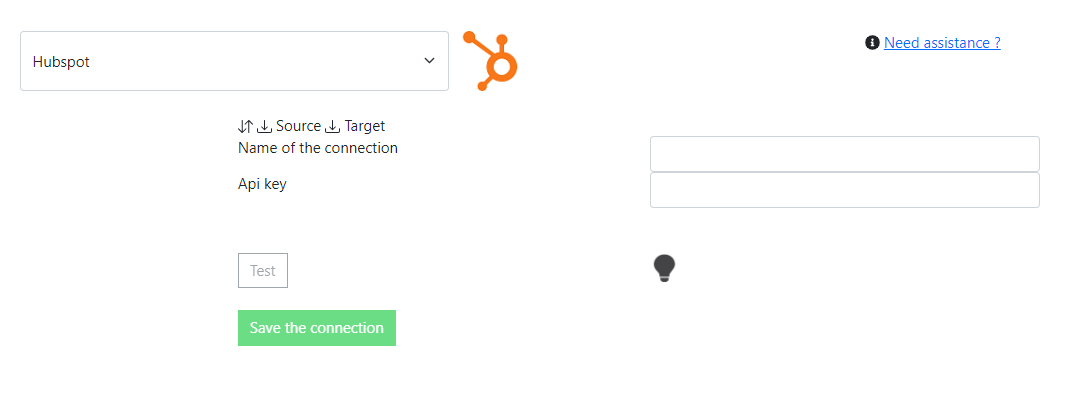 Hubspot
Need assistance ?
Source Target
Name of the connection
Api key
Test
Save the connection